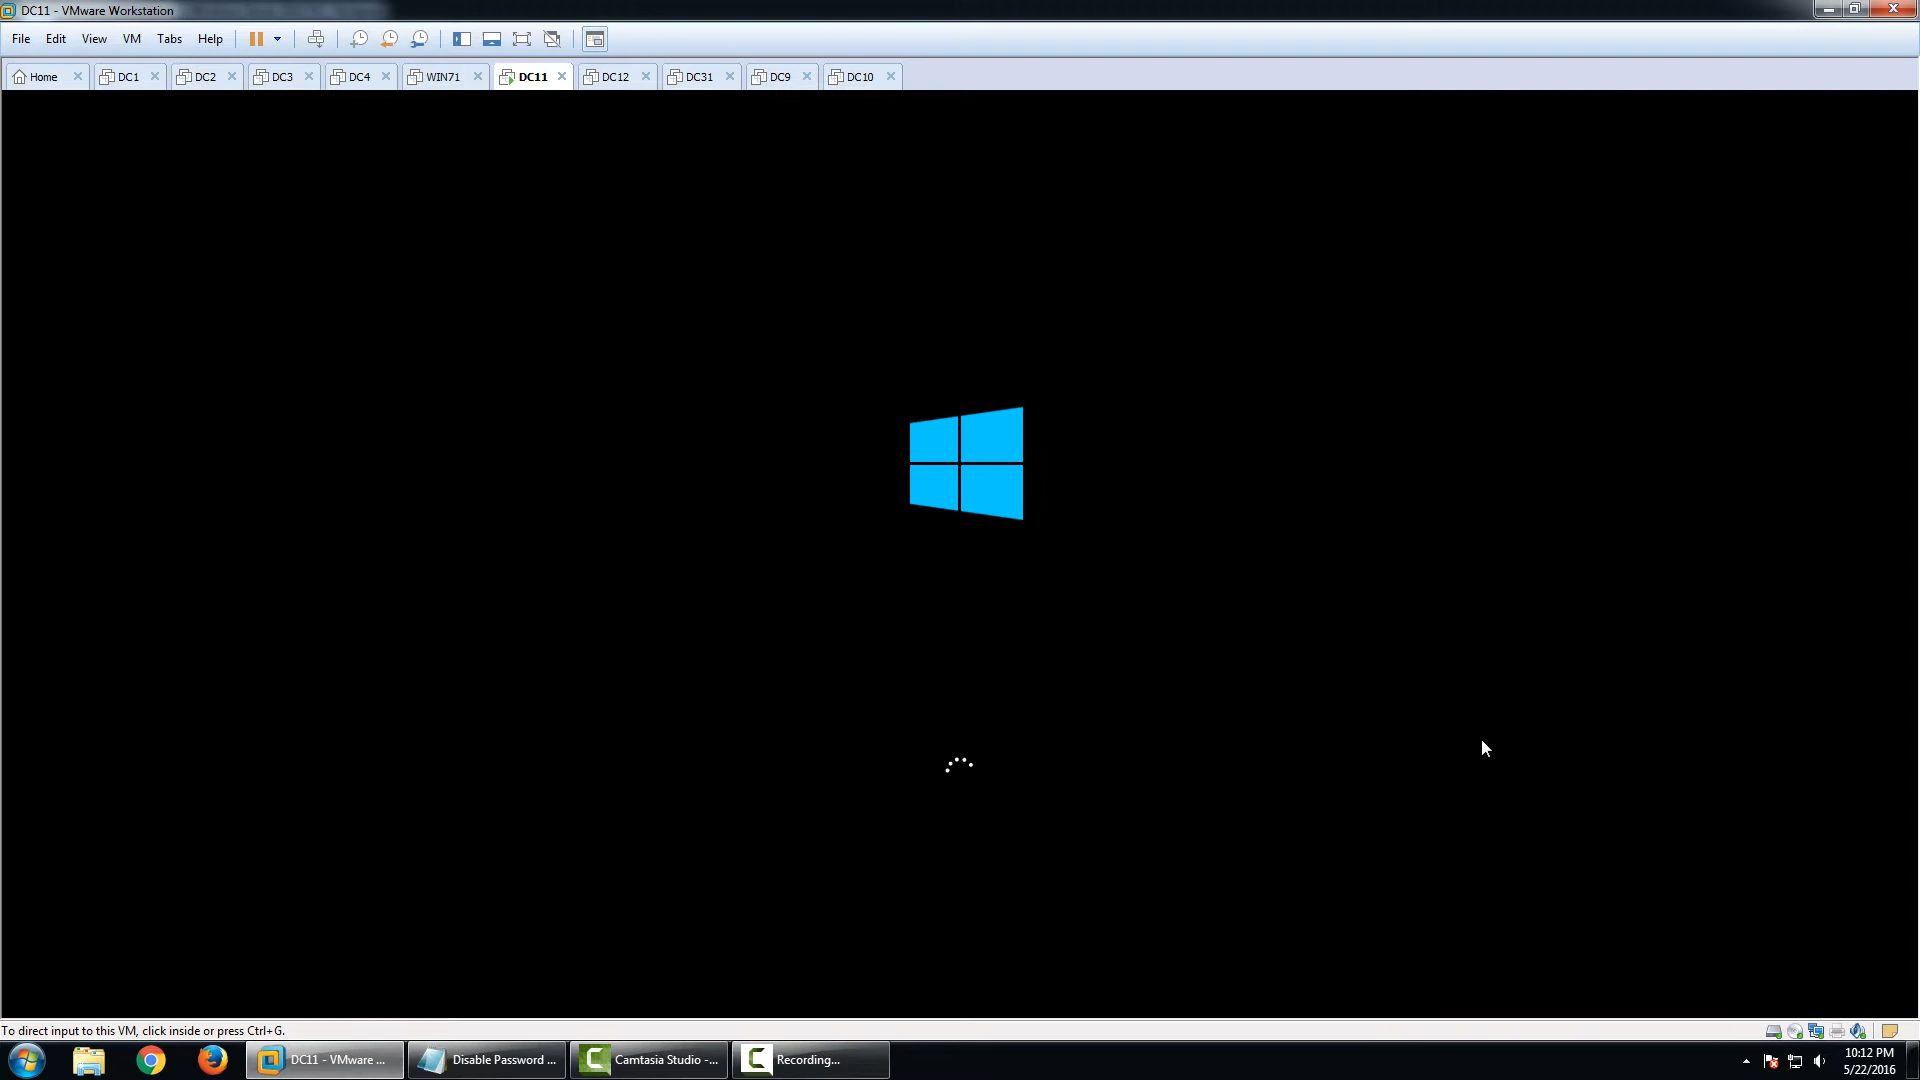 DC11 - VMware Workstation
File Edit View VM Tabs Help
Home DC1 DC2 DC3 DC4 WIN71 DC11 DC12 DC31 DC9 DC10
To direct input to this VM, click inside or press Ctrl+G.
DC11 - VMware ... Disable Password ... Camtasia Studio -... Recording...
10:12 PM
5/22/2016